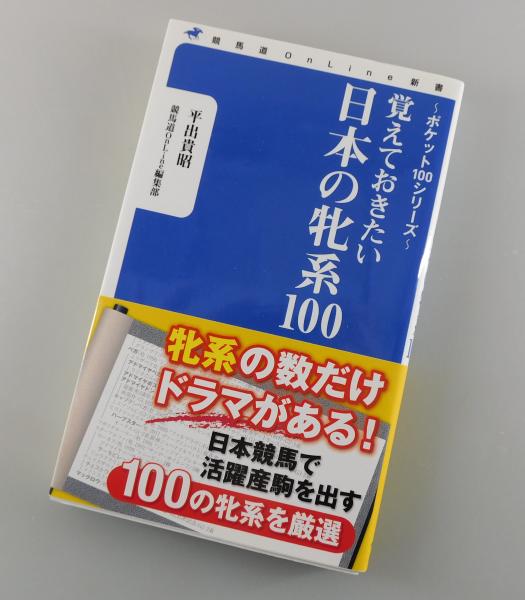 競馬道OnLine新書
～ポケット100シリーズ～
覚えておきたい
日本の牝系100
平出貴昭
競馬道OnLine編集部
牝系の数だけ
ドラマがある!
日本競馬で
活躍産駒を出す
100の牝系を厳選